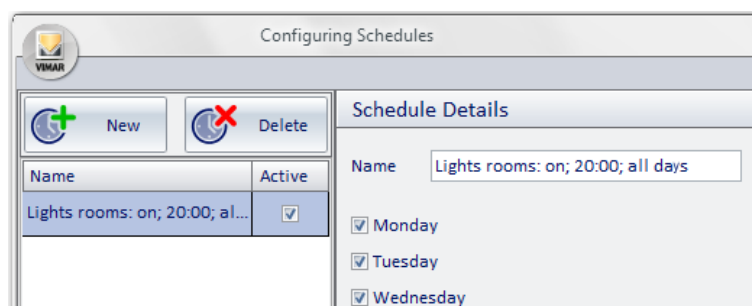 Configuring Schedules
VIMAR
New
Delete
Name
Active
Lights rooms: on; 20:00; al...
Schedule Details
Name
Lights rooms: on; 20:00; all days
Monday
Tuesday
Wednesday